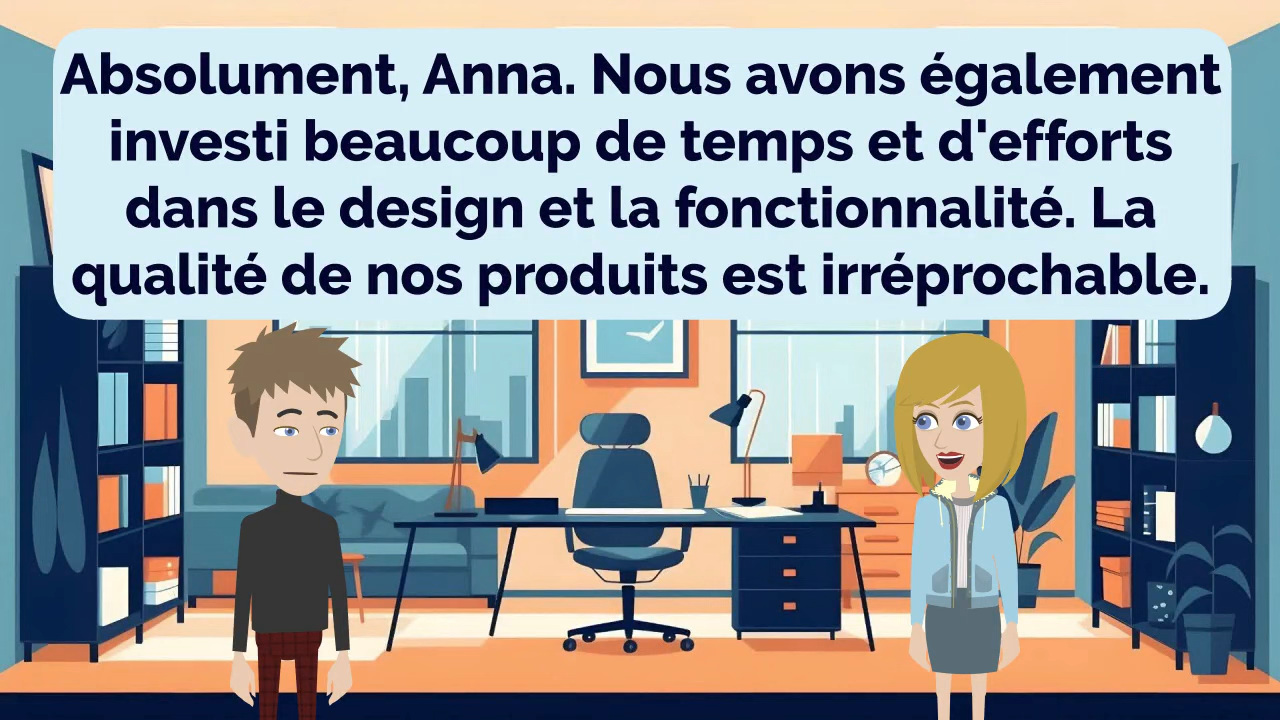 Absolument, Anna. Nous avons également
investi beaucoup de temps et d'efforts
dans le design et la fonctionnalité. La
qualité de nos produits est irréprochable.